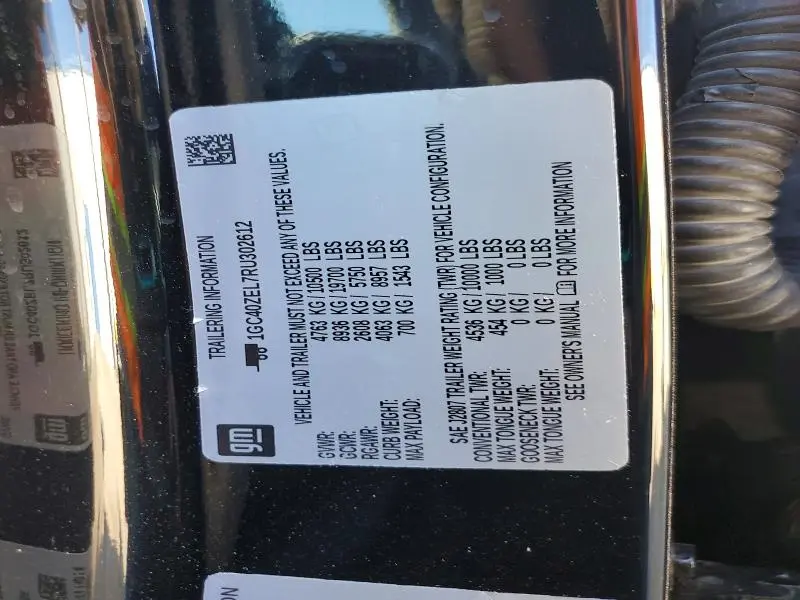 TRAILERING INFORMATION
gm
1GC40ZEL7RU302612
VEHICLE AND TRAILER MUST NOT EXCEED ANY OF THESE VALUES.
GVWR: 4763 KG / 10500 LBS
GCWR: 8936 KG / 19700 LBS
RGAWR: 2608 KG / 5750 LBS
CURB WEIGHT: 4063 KG / 8957 LBS
MAX PAYLOAD: 700 KG / 1543 LBS
SAE J2807 TRAILER WEIGHT RATING (TWR) FOR VEHICLE CONFIGURATION.
CONVENTIONAL TWR: 4536 KG / 10000 LBS
MAX TONGUE WEIGHT: 454 KG / 1000 LBS
GOOSENECK TWR: 0 KG / 0 LBS
MAX TONGUE WEIGHT: 0 KG / 0 LBS
SEE OWNER'S MANUAL FOR MORE INFORMATION
ON